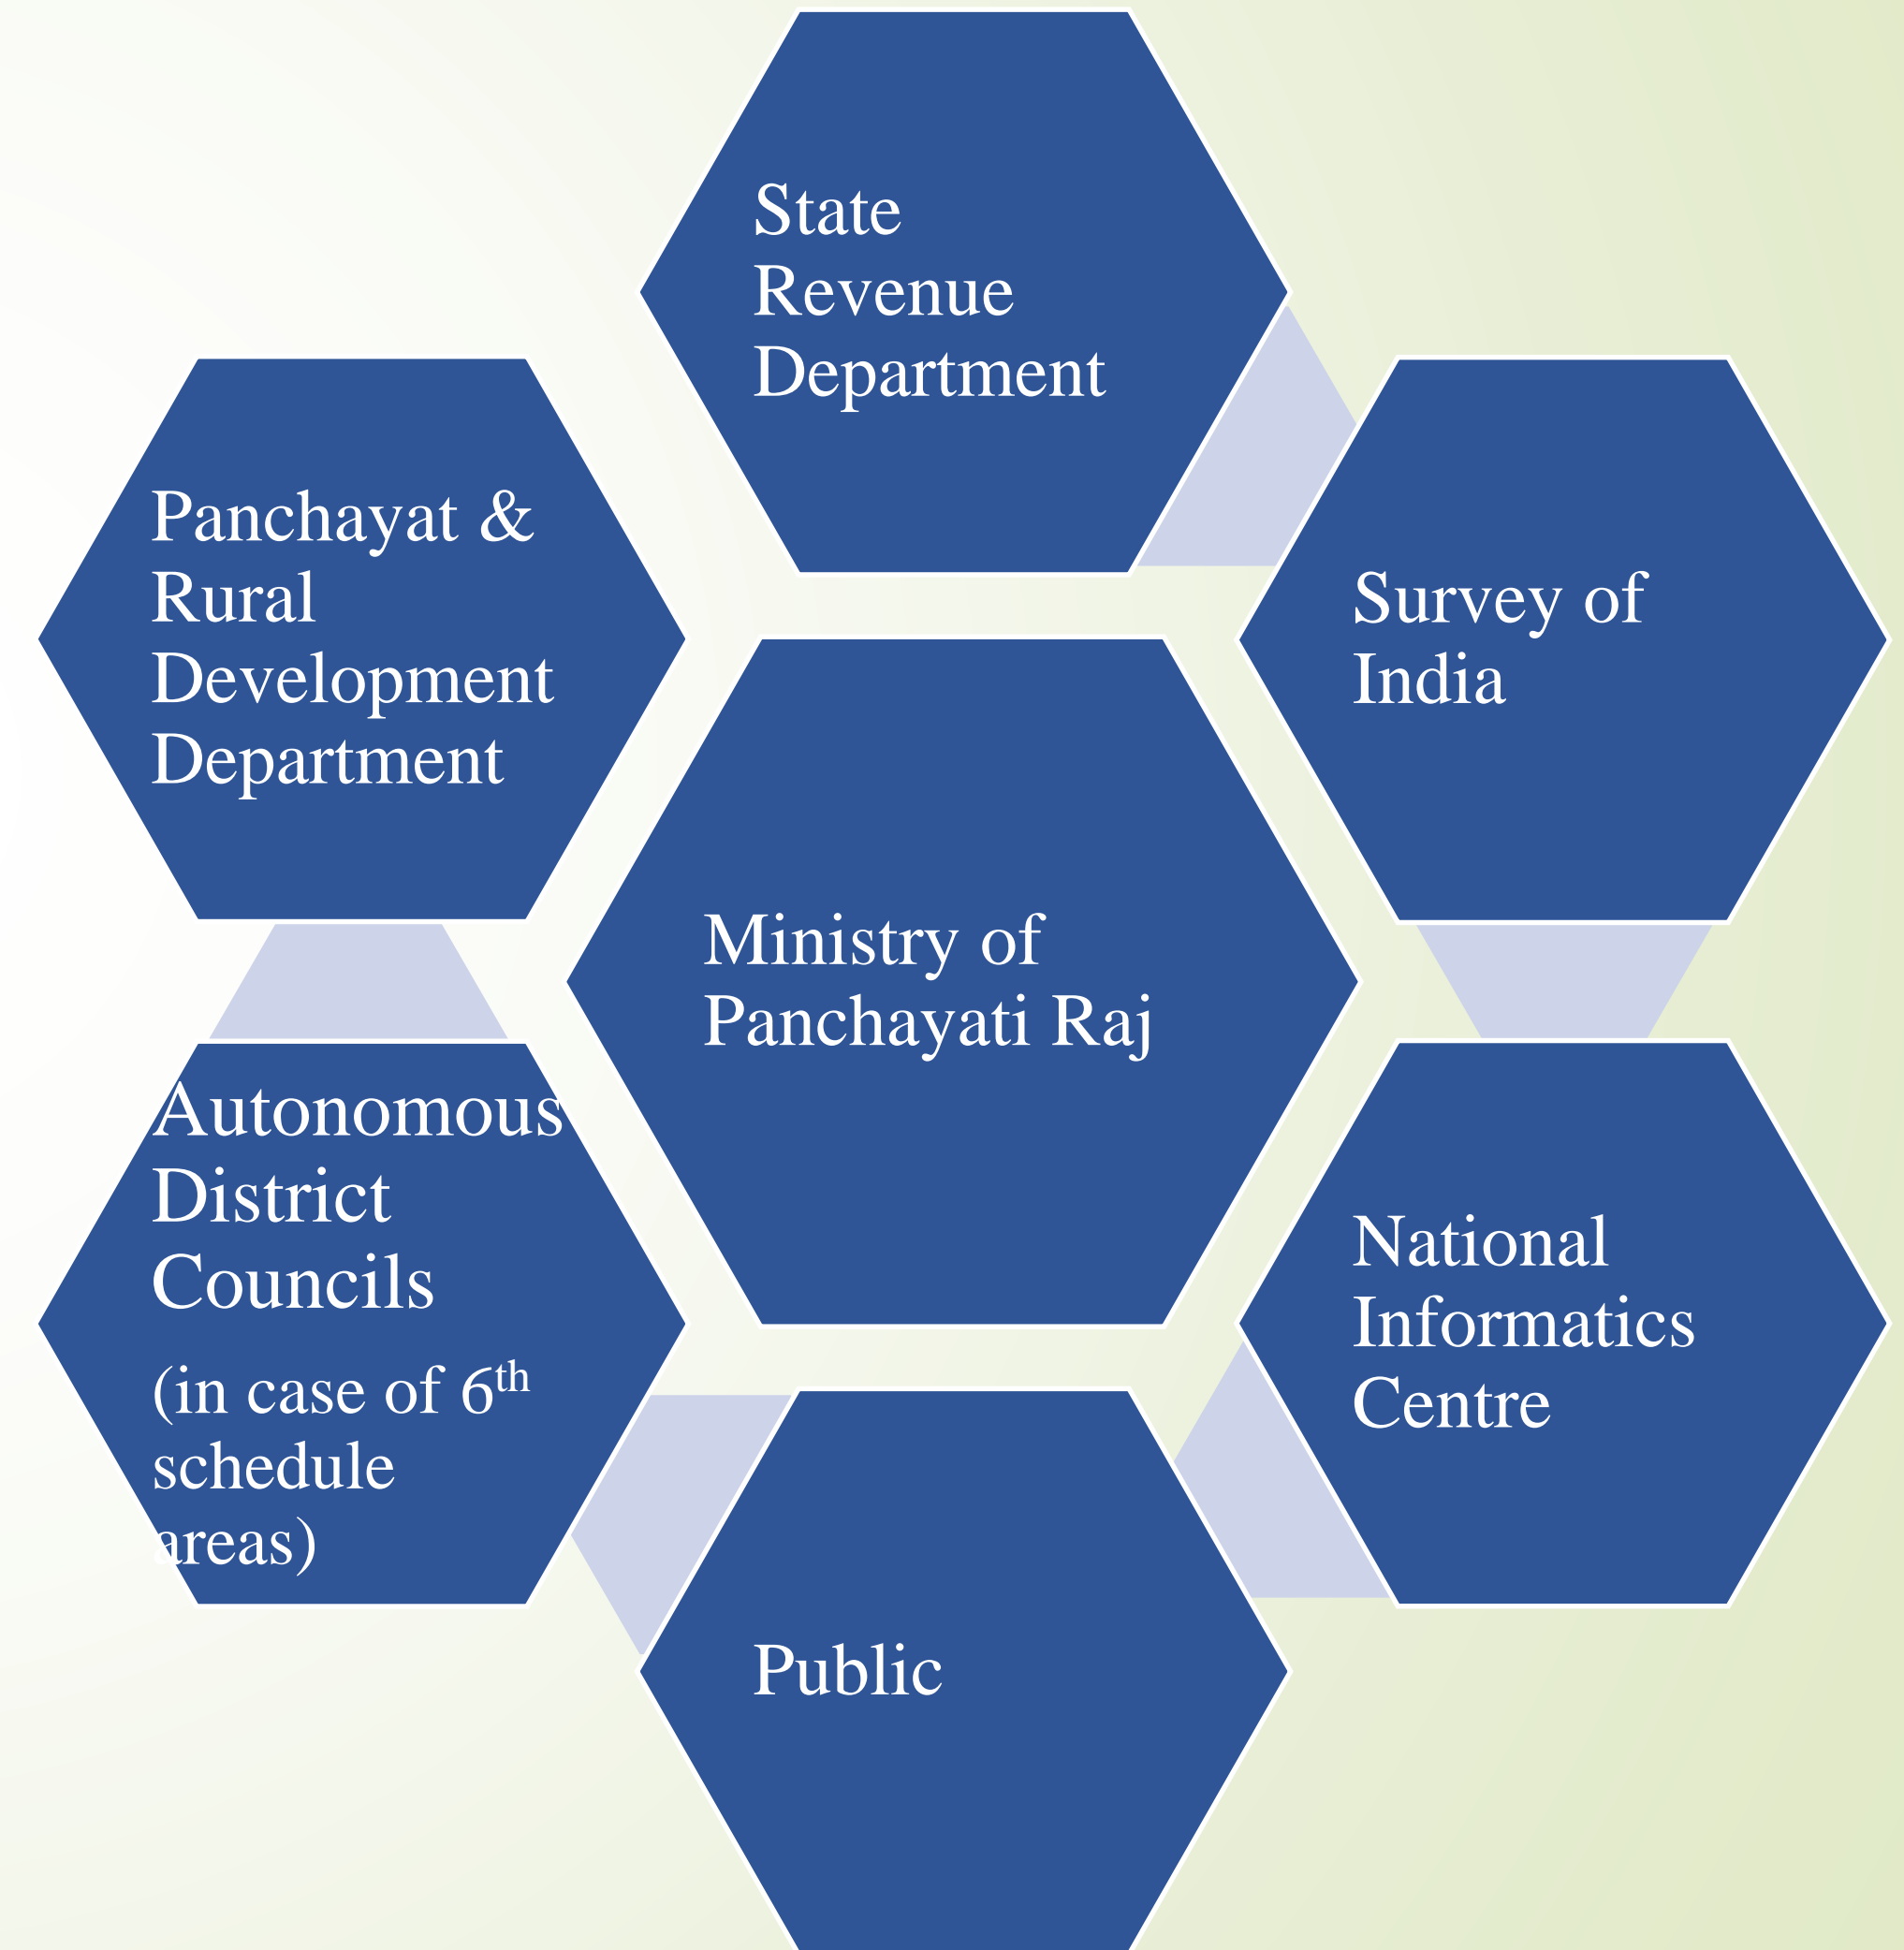 State
Revenue
Department
Panchayat &
Rural
Development
Department
Survey of
India
Ministry of
Panchayati Raj
Autonomous
District
Councils
(in case of 6th
schedule
areas)
National
Informatics
Centre
Public